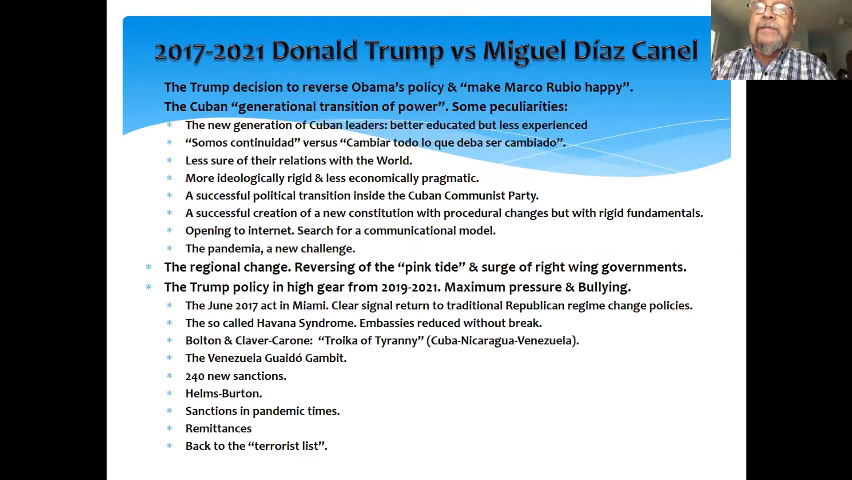 2017-2021 Donald Trump vs Miguel Díaz Canel
The Trump decision to reverse Obama's policy & "make Marco Rubio happy".
The Cuban "generational transition of power". Some peculiarities:
* The new generation of Cuban leaders: better educated but less experienced
* "Somos continuidad" versus "Cambiar todo lo que deba ser cambiado".
* Less sure of their relations with the World.
* More ideologically rigid & less economically pragmatic.
* A successful political transition inside the Cuban Communist Party.
* A successful creation of a new constitution with procedural changes but with rigid fundamentals.
* Opening to internet. Search for a communicational model.
* The pandemia, a new challenge.
* The regional change. Reversing of the "pink tide" & surge of right wing governments.
* The Trump policy in high gear from 2019-2021. Maximum pressure & Bullying.
* The June 2017 act in Miami. Clear signal return to traditional Republican regime change policies.
* The so called Havana Syndrome. Embassies reduced without break.
* Bolton & Claver-Carone: "Troika of Tyranny" (Cuba-Nicaragua-Venezuela).
* The Venezuela Guaidó Gambit.
* 240 new sanctions.
* Helms-Burton.
* Sanctions in pandemic times.
* Remittances
* Back to the "terrorist list".